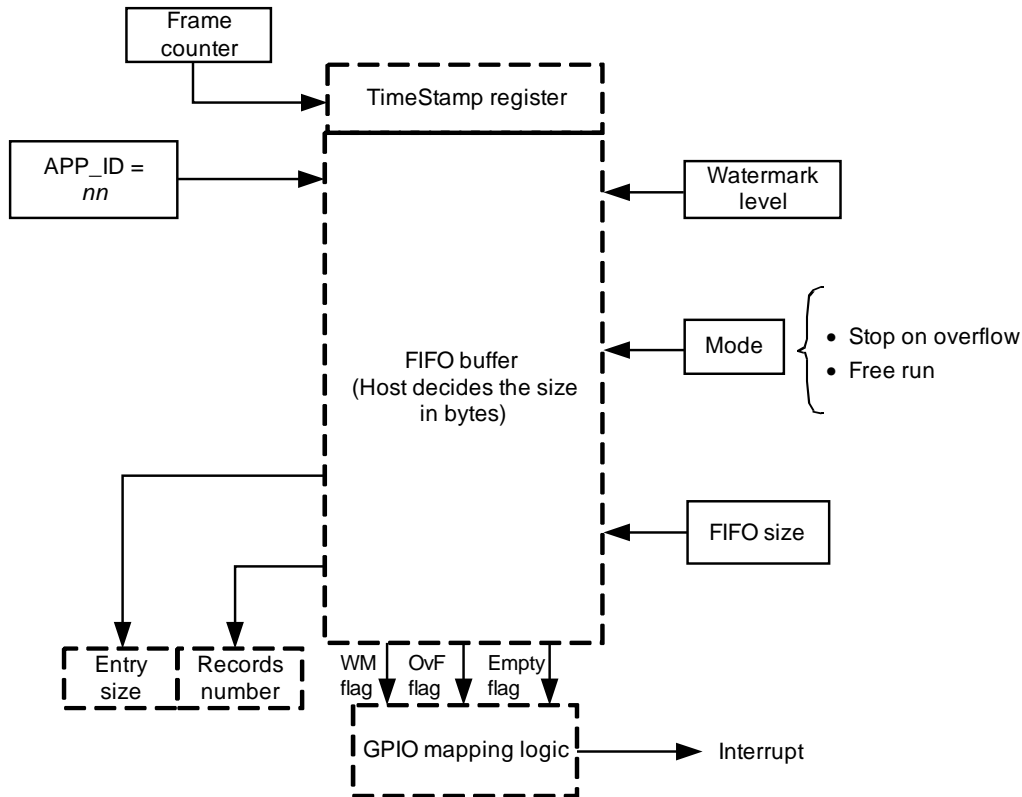 Frame
counter
TimeStamp register
APP_ID =
nn
Watermark
level
Mode
• Stop on overflow
• Free run
FIFO buffer
(Host decides the size
in bytes)
FIFO size
Entry
size
Records
number
WM
flag
OvF
flag
Empty
flag
GPIO mapping logic
Interrupt